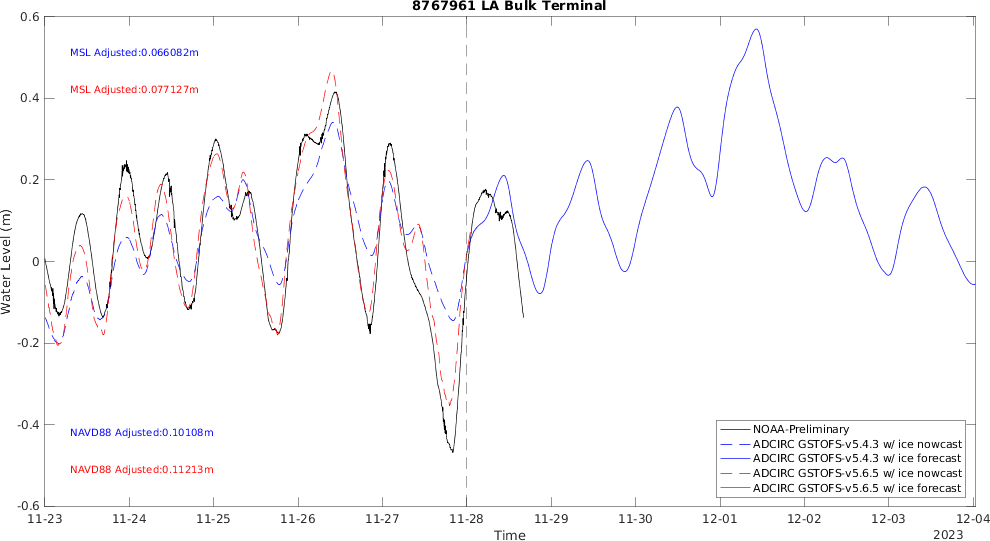 8767961 LA Bulk Terminal
0.6
MSL Adjusted:0.066082m
MSL Adjusted:0.077127m
0.4
0.2
0
Water Level (m)
-0.2
-0.4
NAVD88 Adjusted:0.10108m
NAVD88 Adjusted:0.11213m
NOAA-Preliminary
ADCIRC GSTOFS-v5.4.3 w/ ice nowcast
ADCIRC GSTOFS-v5.4.3 w/ ice forecast
ADCIRC GSTOFS-v5.6.5 w/ ice nowcast
ADCIRC GSTOFS-v5.6.5 w/ ice forecast
-0.6
11-23 11-24 11-25 11-26 11-27 11-28 11-29 11-30 12-01 12-02 12-03 12-04
Time
2023